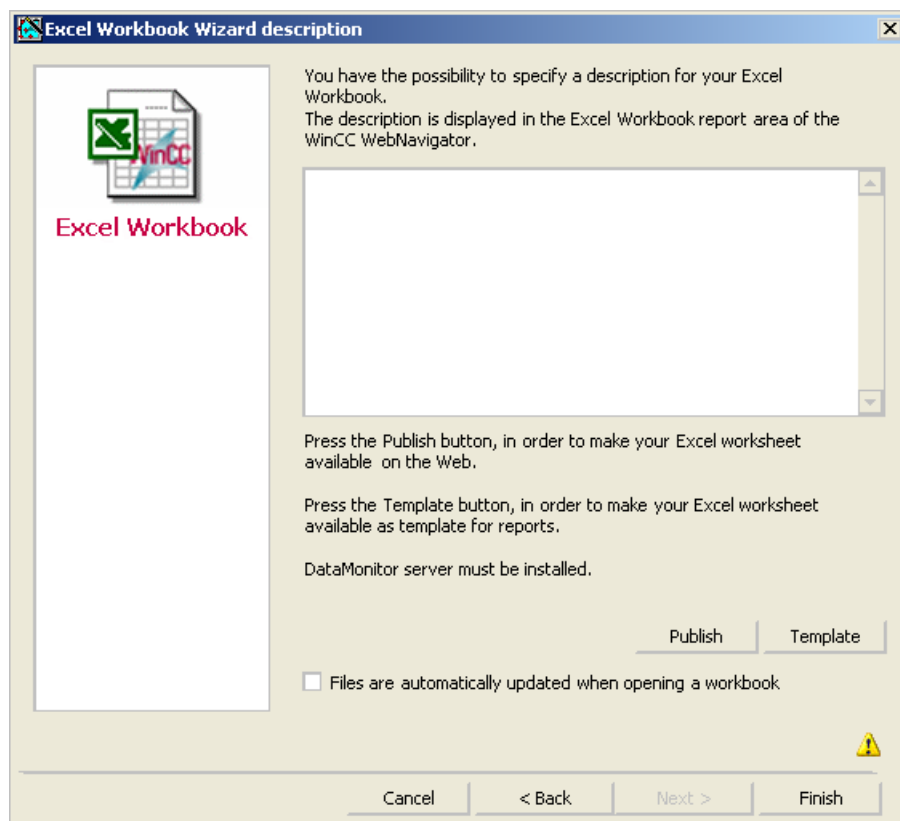 Excel Workbook Wizard description
You have the possibility to specify a description for your Excel
Workbook.
The description is displayed in the Excel Workbook report area of the
WinCC WebNavigator.
WinCC
Excel Workbook
Press the Publish button, in order to make your Excel worksheet
available on the Web.
Press the Template button, in order to make your Excel worksheet
available as template for reports.
DataMonitor server must be installed.
Publish Template
Files are automatically updated when opening a workbook
Cancel < Back Next > Finish